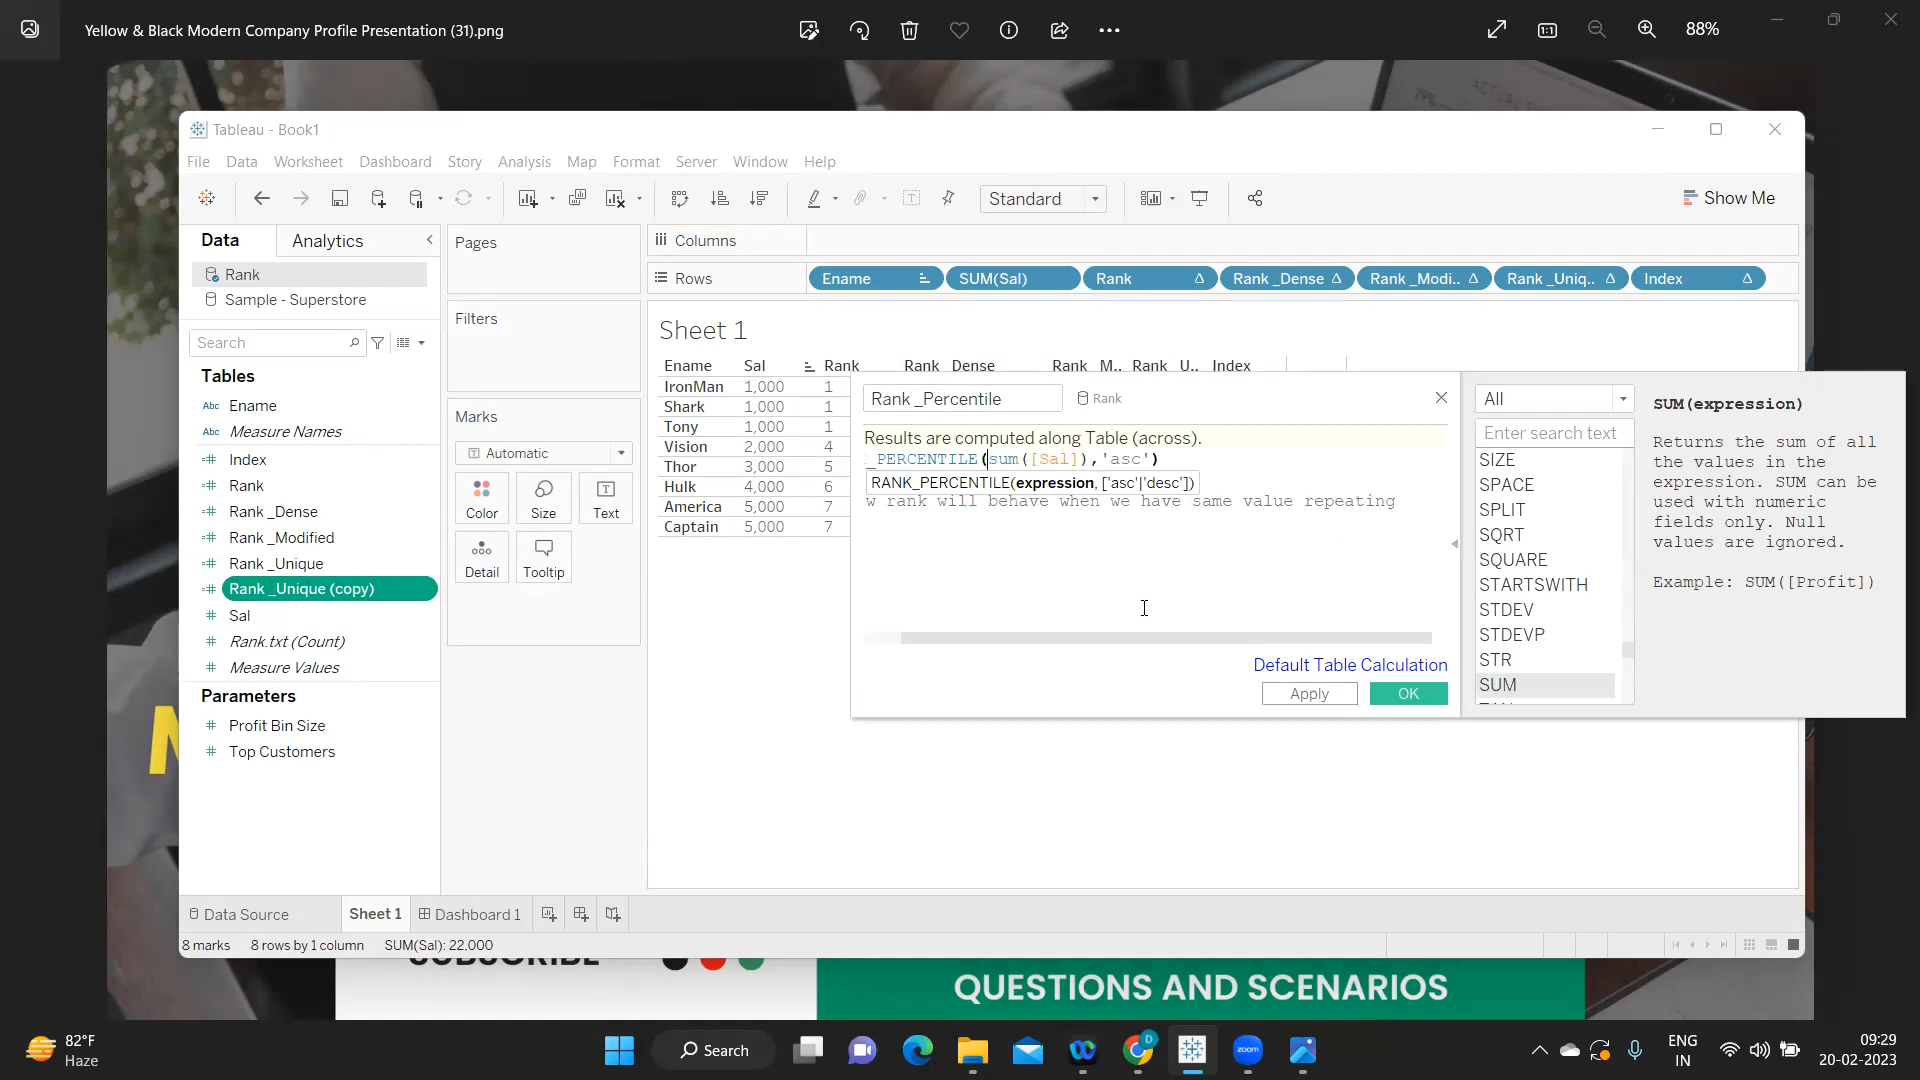 Yellow & Black Modern Company Profile Presentation (31).png
88%
ACTUAL
29%
Tableau - Book1
File Data Worksheet Dashboard Story Analysis Map Format Server Window Help
Standard
Show Me
Data
Analytics
Pages
Columns
Rank
Rows
Ename
SUM(Sal)
Rank
Rank _Dense
Rank _Modi..
Rank _Uniq..
Index
Sample - Superstore
Filters
Search
Sheet 1
Tables
Ename Sal Rank Rank _Dense Rank _M.. Rank _U.. Index
IronMan 1,000 1
Shark 1,000 1
Tony 1,000 1
Vision 2,000 4
Thor 3,000 5
Hulk 4,000 6
America 5,000 7
Captain 5,000 7
Abc Ename
Abc Measure Names
Index
Rank
Rank _Dense
Rank _Modified
Rank _Unique
Rank _Unique (copy)
Sal
Rank.txt (Count)
Measure Values
Parameters
Profit Bin Size
Top Customers
Marks
Automatic
Color
Size
Text
Detail
Tooltip
Rank _Percentile
Rank
Results are computed along Table (across).
_PERCENTILE(sum([Sal]),'asc')
RANK_PERCENTILE(expression, ['asc'|'desc'])
w rank will behave when we have same value repeating
Default Table Calculation
Apply
OK
All
Enter search text
SIZE
SPACE
SPLIT
SQRT
SQUARE
STARTSWITH
STDEV
STDEVP
STR
SUM
SUM(expression)
Returns the sum of all
the values in the
expression. SUM can be
used with numeric
fields only. Null
values are ignored.
Example: SUM([Profit])
Data Source
Sheet 1
Dashboard 1
8 marks
8 rows by 1 column
SUM(Sal): 22,000
SUBSCRIBE
QUESTIONS AND SCENARIOS
82°F
Haze
Search
zoom
ENG
IN
09:29
20-02-2023